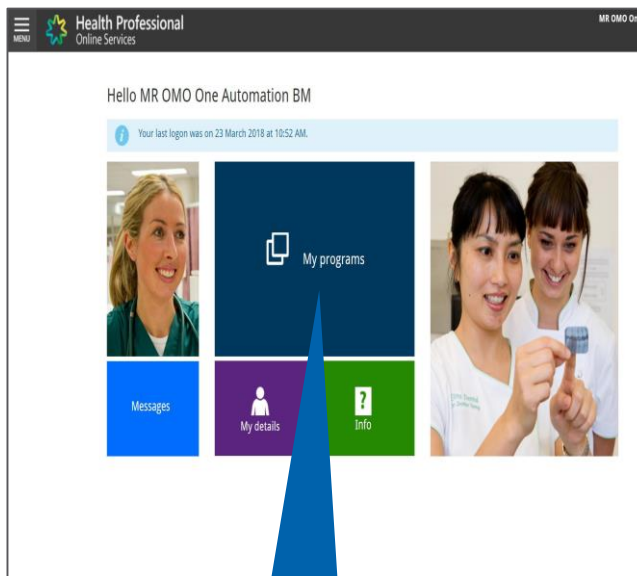 MENU
Health Professional
Online Services
MR OMO On
Hello MR OMO One Automation BM
i
Your last logon was on 23 March 2018 at 10:52 AM.
My programs
Messages
My details
?
Info